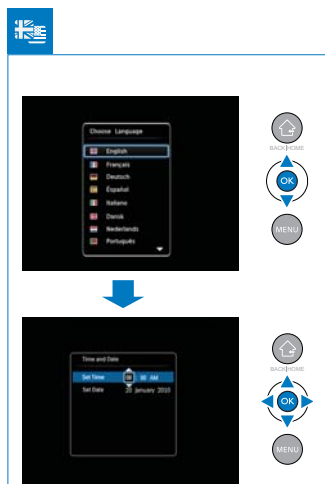 Choose Language
English
Français
Deutsch
Español
Italiano
Dansk
Nederlands
Português
BACK HOME
OK
MENU
Time and Date
Set Time AM
Set Date 20 January 2010
BACK HOME
OK
MENU